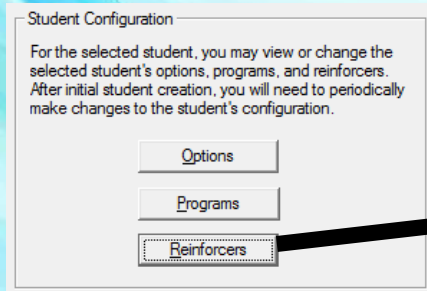 Student Configuration
For the selected student, you may view or change the
selected student's options, programs, and reinforcers.
After initial student creation, you will need to periodically
make changes to the student's configuration.
Options
Programs
Reinforcers